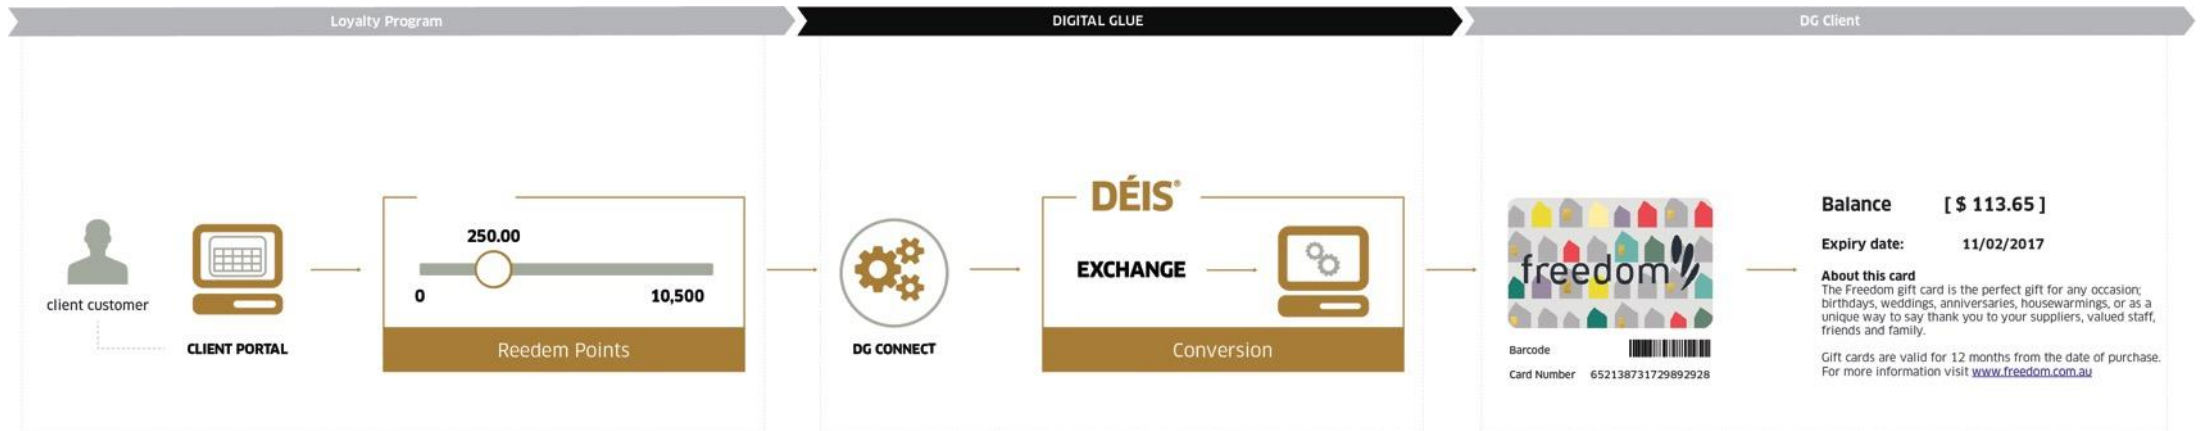 Loyalty Program
DIGITAL GLUE
DG Client
client customer
CLIENT PORTAL
250.00
0
10,500
Reedem Points
DG CONNECT
DÉIS®
EXCHANGE
Conversion
freedom
Barcode
Card Number 652138731729892928
Balance [ $ 113.65 ]
Expiry date: 11/02/2017
About this card
The Freedom gift card is the perfect gift for any occasion;
birthdays, weddings, anniversaries, housewarmings, or as a
unique way to say thank you to your suppliers, valued staff,
friends and family.
Gift cards are valid for 12 months from the date of purchase.
For more information visit www.freedom.com.au